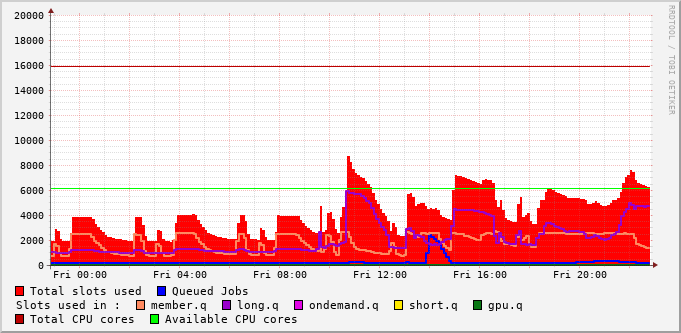 20000
18000
16000
14000
12000
10000
8000
6000
4000
2000
0
Fri 00:00 Fri 04:00 Fri 08:00 Fri 12:00 Fri 16:00 Fri 20:00
RRDTOOL / TOBI OETIKER
Total slots used Queued Jobs
Slots used in : member.q long.q ondemand.q short.q gpu.q
Total CPU cores
Available CPU cores